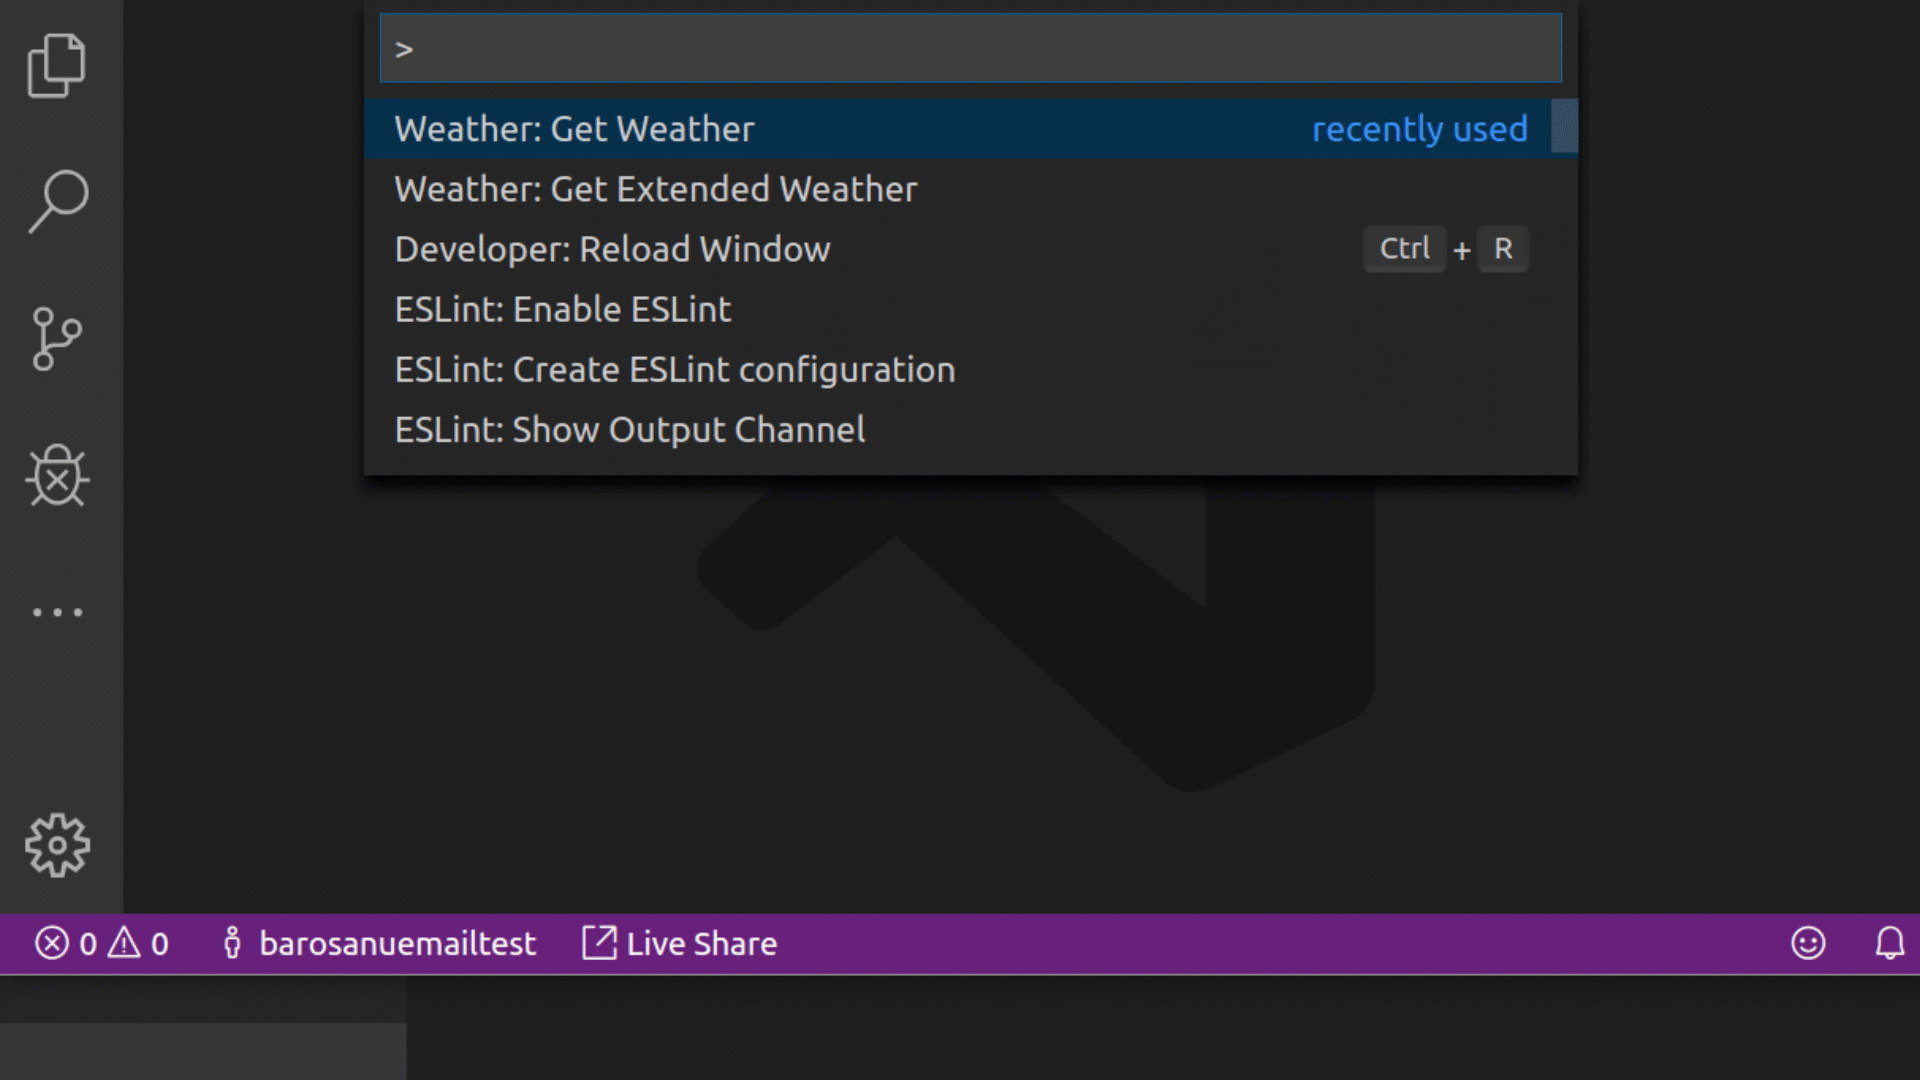 >
Weather: Get Weather recently used
Weather: Get Extended Weather
Developer: Reload Window Ctrl + R
ESLint: Enable ESLint
ESLint: Create ESLint configuration
ESLint: Show Output Channel
0 0 barosanuemailtest Live Share